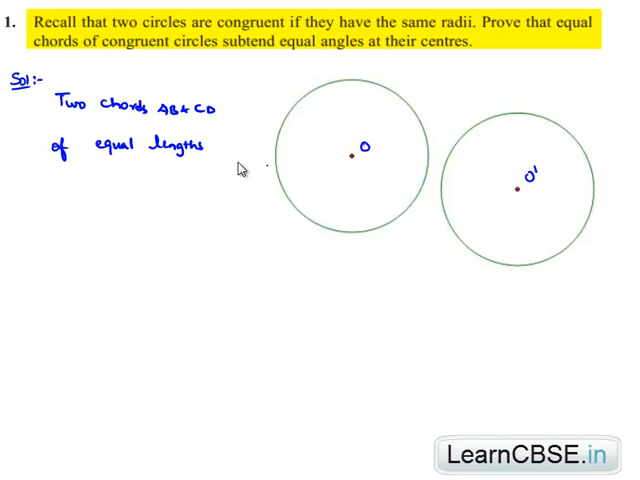 1. Recall that two circles are congruent if they have the same radii. Prove that equal
chords of congruent circles subtend equal angles at their centres.
Sol:-
Two chords AB & CD
of equal lengths
O
O'
LearnCBSE.in